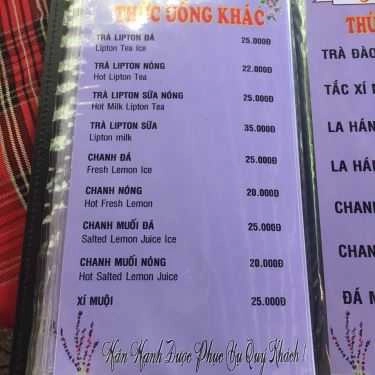 THỨC UỐNG KHÁC
TRÀ LIPTON ĐÁ 25.000Đ
Lipton Tea Ice
TRÀ LIPTON NÓNG 22.000Đ
Hot Lipton Tea
TRÀ LIPTON SỮA NÓNG 25.000Đ
Hot Milk Lipton Tea
TRÀ LIPTON SỮA 35.000Đ
Lipton milk
CHANH ĐÁ 25.000Đ
Fresh Lemon Ice
CHANH NÓNG 20.000Đ
Hot Fresh Lemon
CHANH MUỐI ĐÁ 25.000Đ
Salted Lemon Juice Ice
CHANH MUỐI NÓNG 20.000Đ
Hot Salted Lemon Juice
XÍ MUỘI 25.000Đ
Hân Hạnh Được Phục Vụ Quý Khách !
TRÀ ĐÀO
TẮC XÍ
LA HÁN
LA HÁN
CHANH
CHANH
ĐÁ M